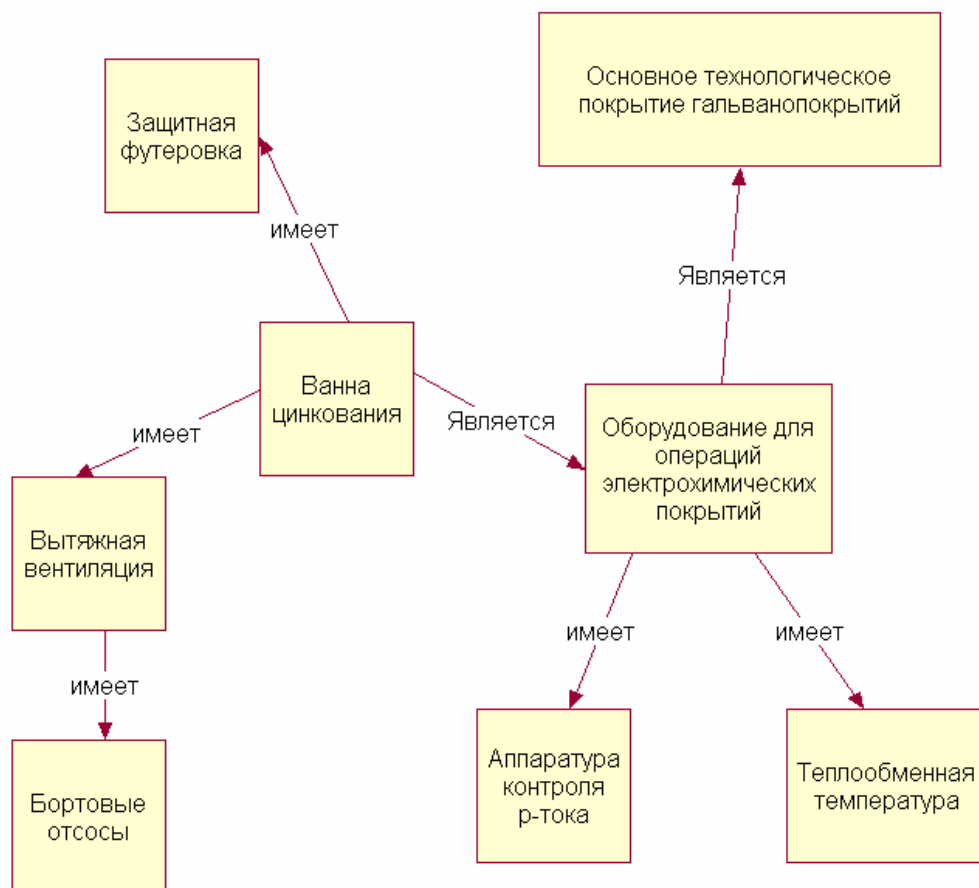 Основное технологическое
покрытие гальванопокрытий
Защитная
футеровка
имеет
Является
Ванна
цинкования
имеет
Является
Оборудование для
операций
электрохимических
покрытий
Вытяжная
вентиляция
имеет
имеет
имеет
Бортовые
отсосы
Аппаратура
контроля
р-тока
Теплообменная
температура